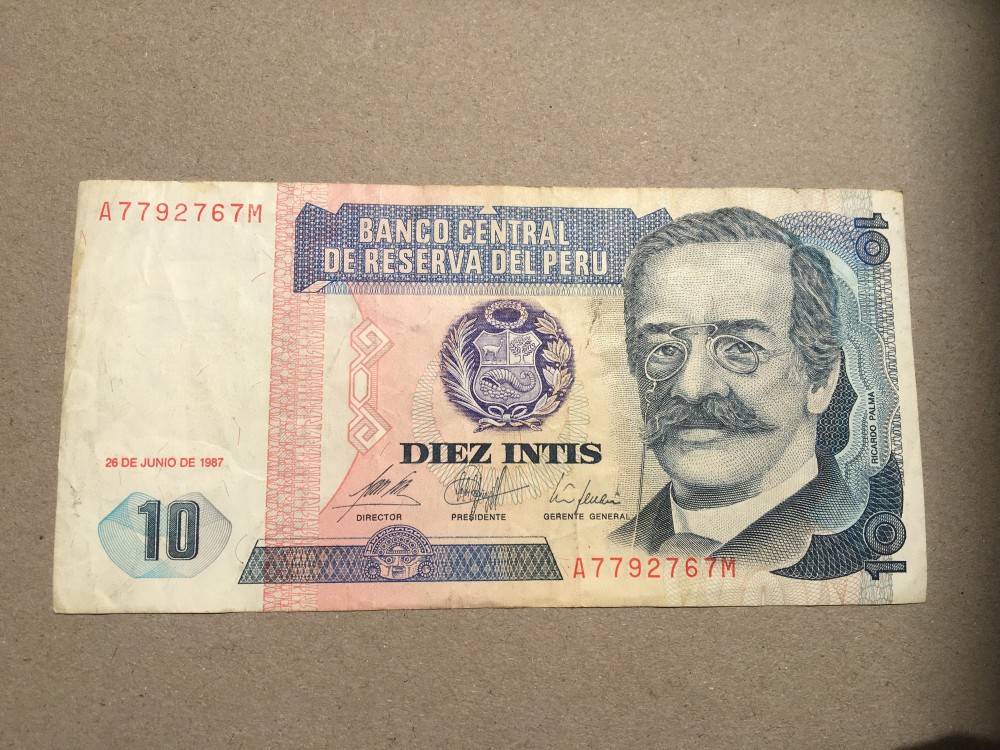 A7792767M
BANCO CENTRAL
DE RESERVA DEL PERU
10
DIEZ INTIS
RICARDO PALMA
26 DE JUNIO DE 1987
DIRECTOR
PRESIDENTE
GERENTE GENERAL
10
A7792767M
10